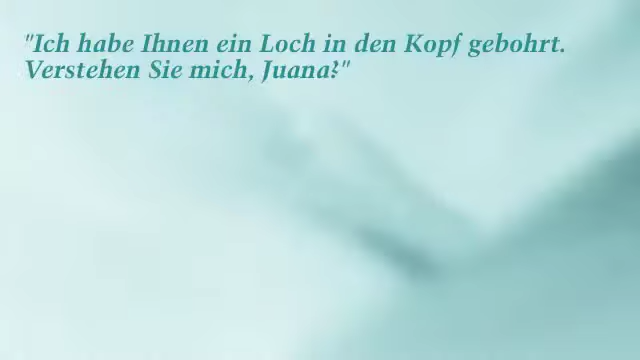 "Ich habe Ihnen ein Loch in den Kopf gebohrt.
Verstehen Sie mich, Juana?"